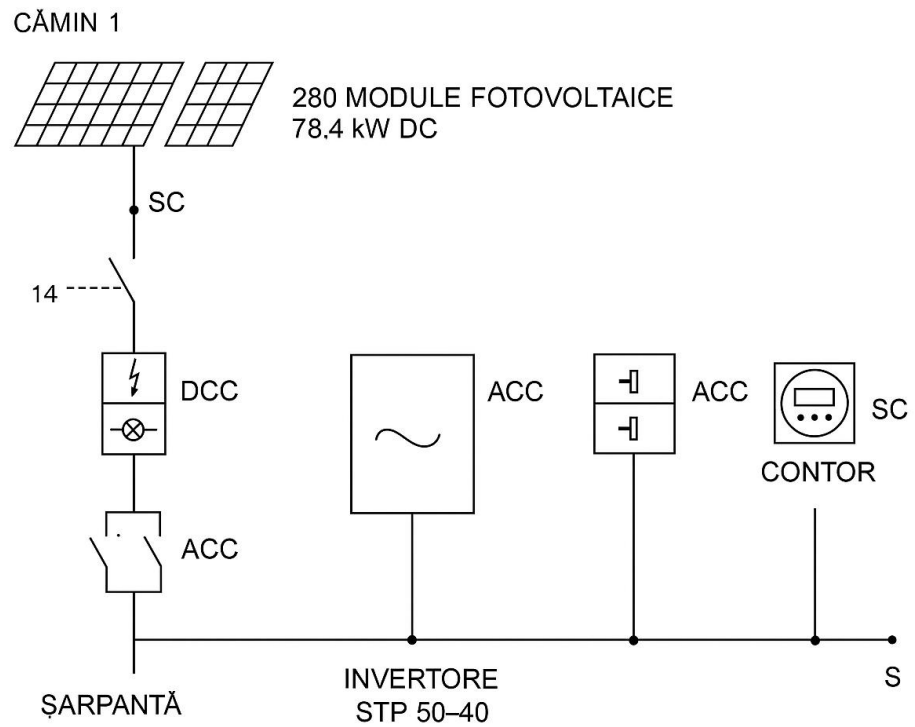 CĂMIN 1
280 MODULE FOTOVOLTAICE
78,4 kW DC
SC
14
DCC
ACC
ACC
SC
CONTOR
ACC
INVERTORE
STP 50–40
S
ȘARPANTĂ